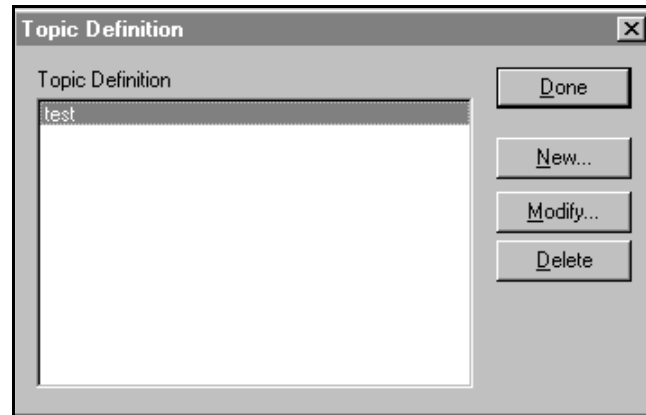 Topic Definition
Topic Definition
test
Done
New...
Modify...
Delete